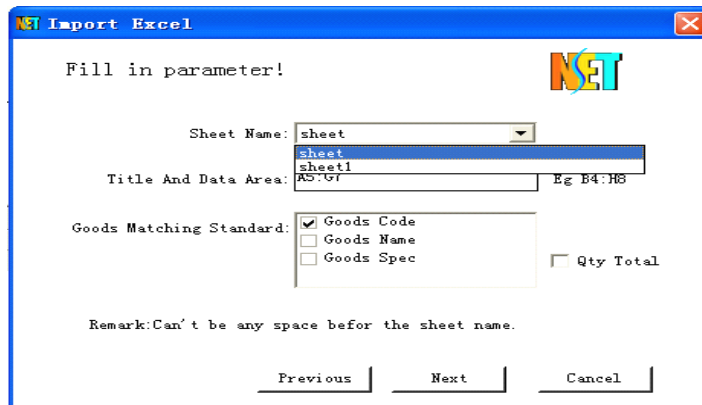 NET Import Excel
Fill in parameter!
NSET
Sheet Name: sheet
sheet
sheet1
Title And Data Area: A5:G7 Eg B4:H8
Goods Matching Standard: Goods Code
Goods Name
Goods Spec
Qty Total
Remark:Can't be any space befor the sheet name.
Previous Next Cancel